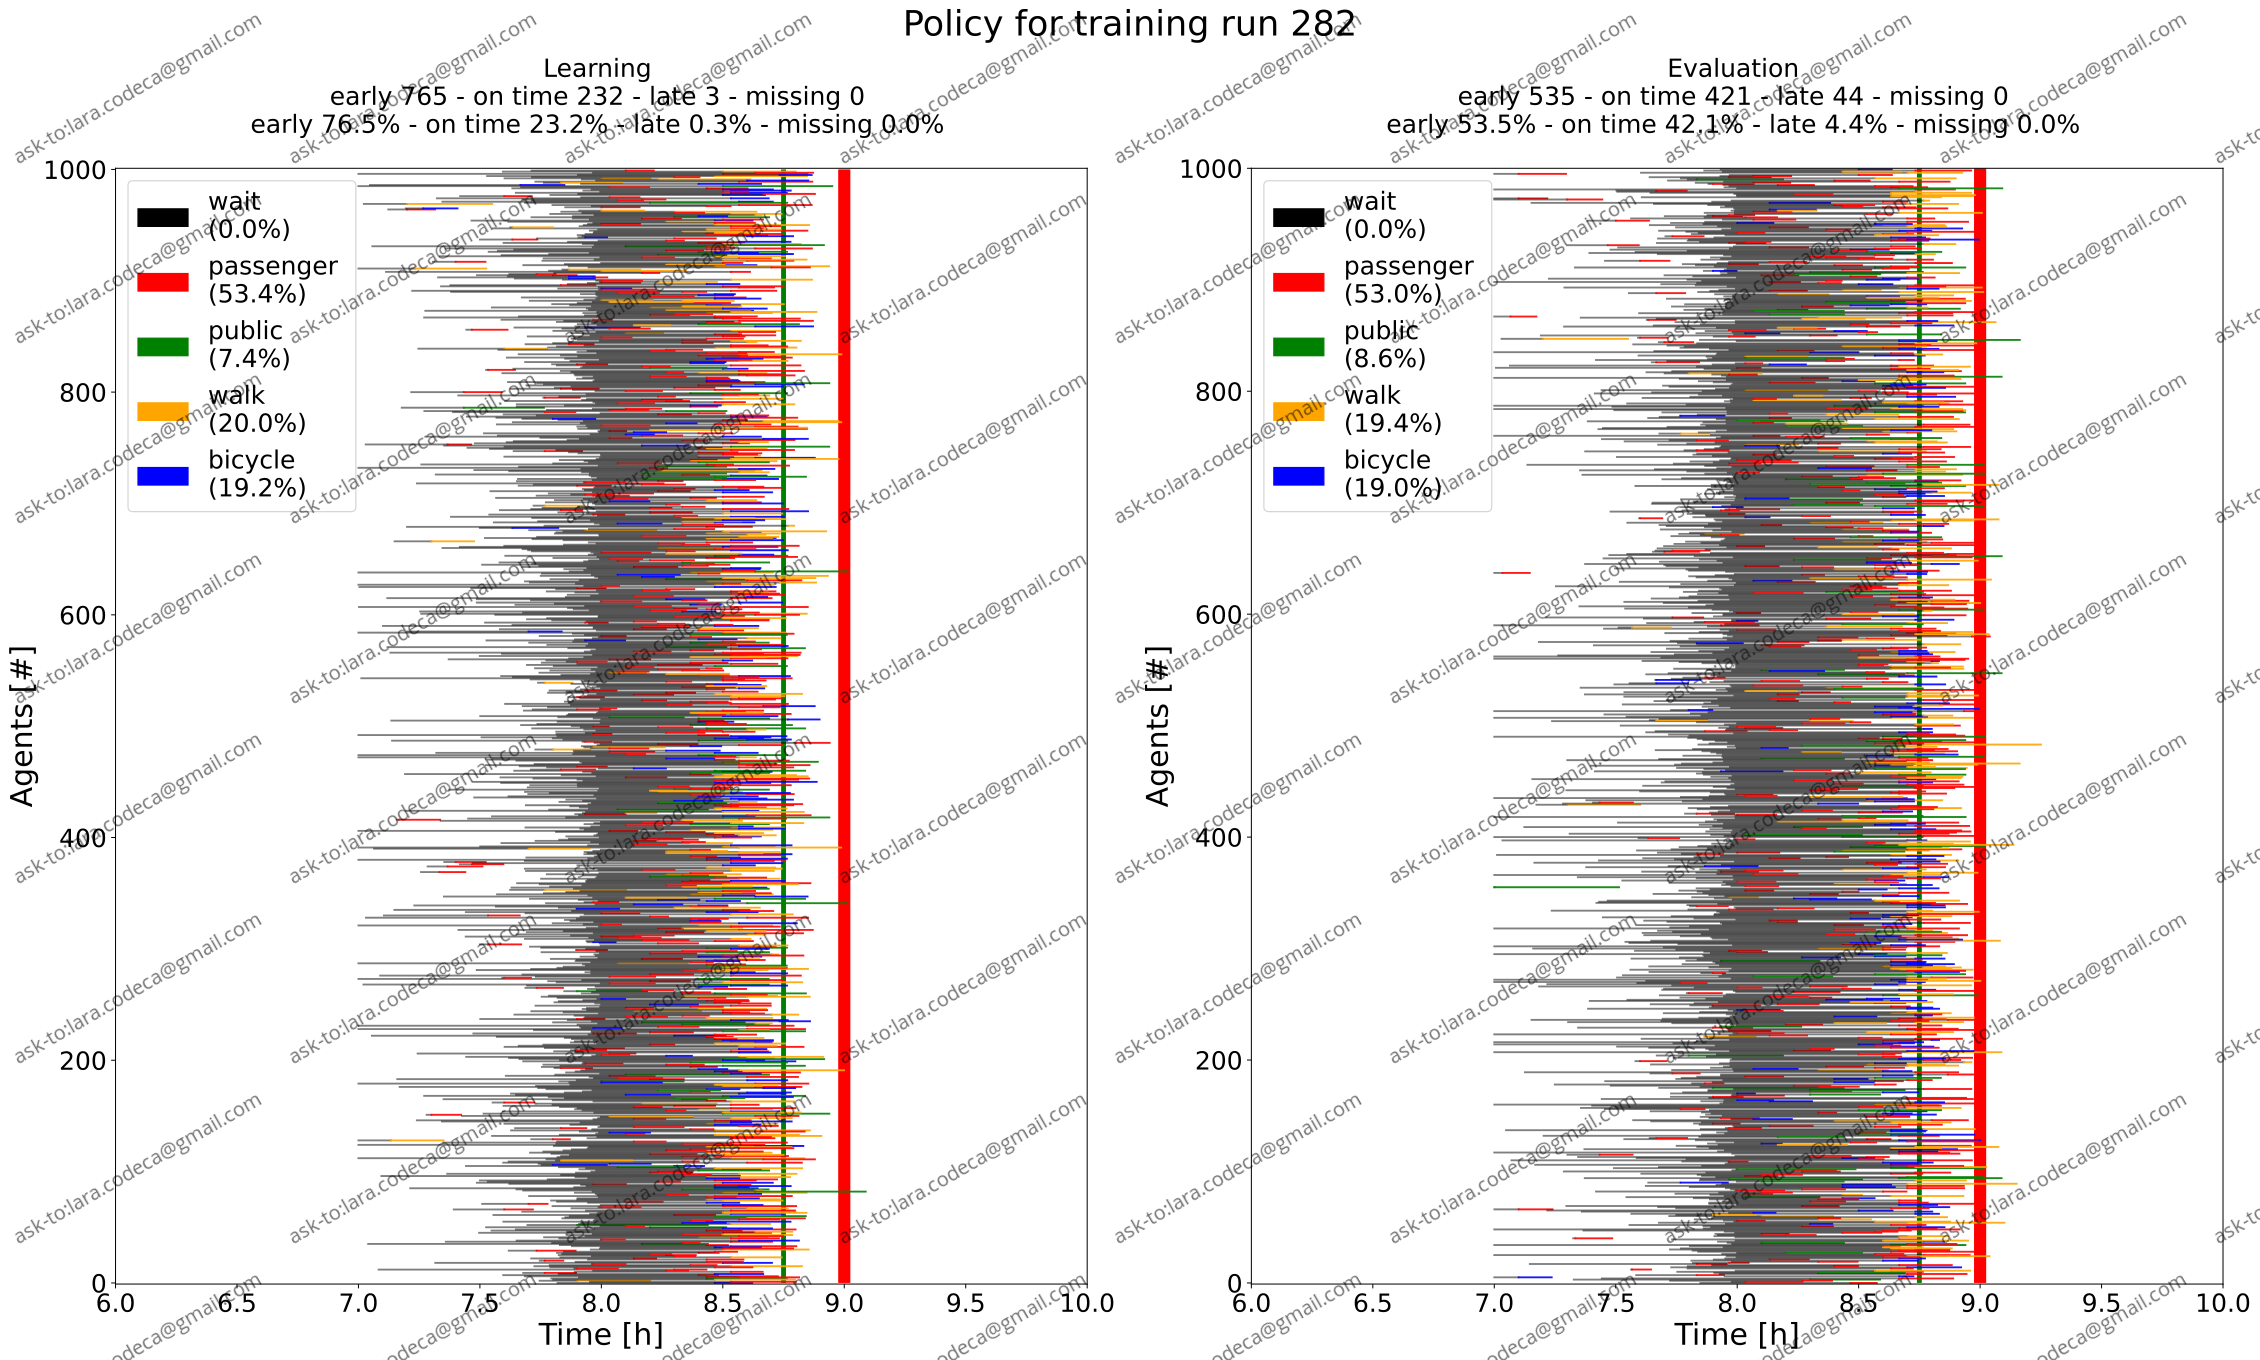 Policy for training run 282
Learning
early 765 - on time 232 - late 3 - missing 0
early 76.5% - on time 23.2% - late 0.3% - missing 0.0%
Evaluation
early 535 - on time 421 - late 44 - missing 0
early 53.5% - on time 42.1% - late 4.4% - missing 0.0%
wait
(0.0%)
passenger
(53.4%)
public
(7.4%)
walk
(20.0%)
bicycle
(19.2%)
Agents [#]
1000
800
600
400
200
0
6.0 6.5 7.0 7.5 8.0 8.5 9.0 9.5 10.0
Time [h]
wait
(0.0%)
passenger
(53.0%)
public
(8.6%)
walk
(19.4%)
bicycle
(19.0%)
Agents [#]
1000
800
600
400
200
0
6.0 6.5 7.0 7.5 8.0 8.5 9.0 9.5 10.0
Time [h]
ask-to:lara.codeca@gmail.com